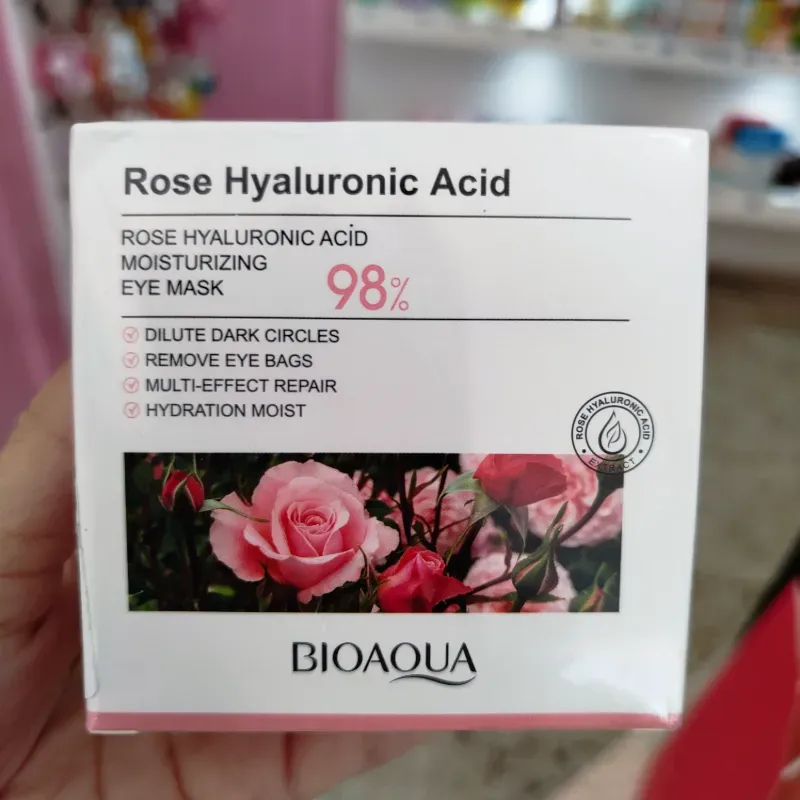 Rose Hyaluronic Acid
ROSE HYALURONIC ACİD
MOISTURIZING
EYE MASK
98%
DILUTE DARK CIRCLES
REMOVE EYE BAGS
MULTI-EFFECT REPAIR
HYDRATION MOIST
ROSE HYALURONIC ACID
EXTRACT
BIOAQUA